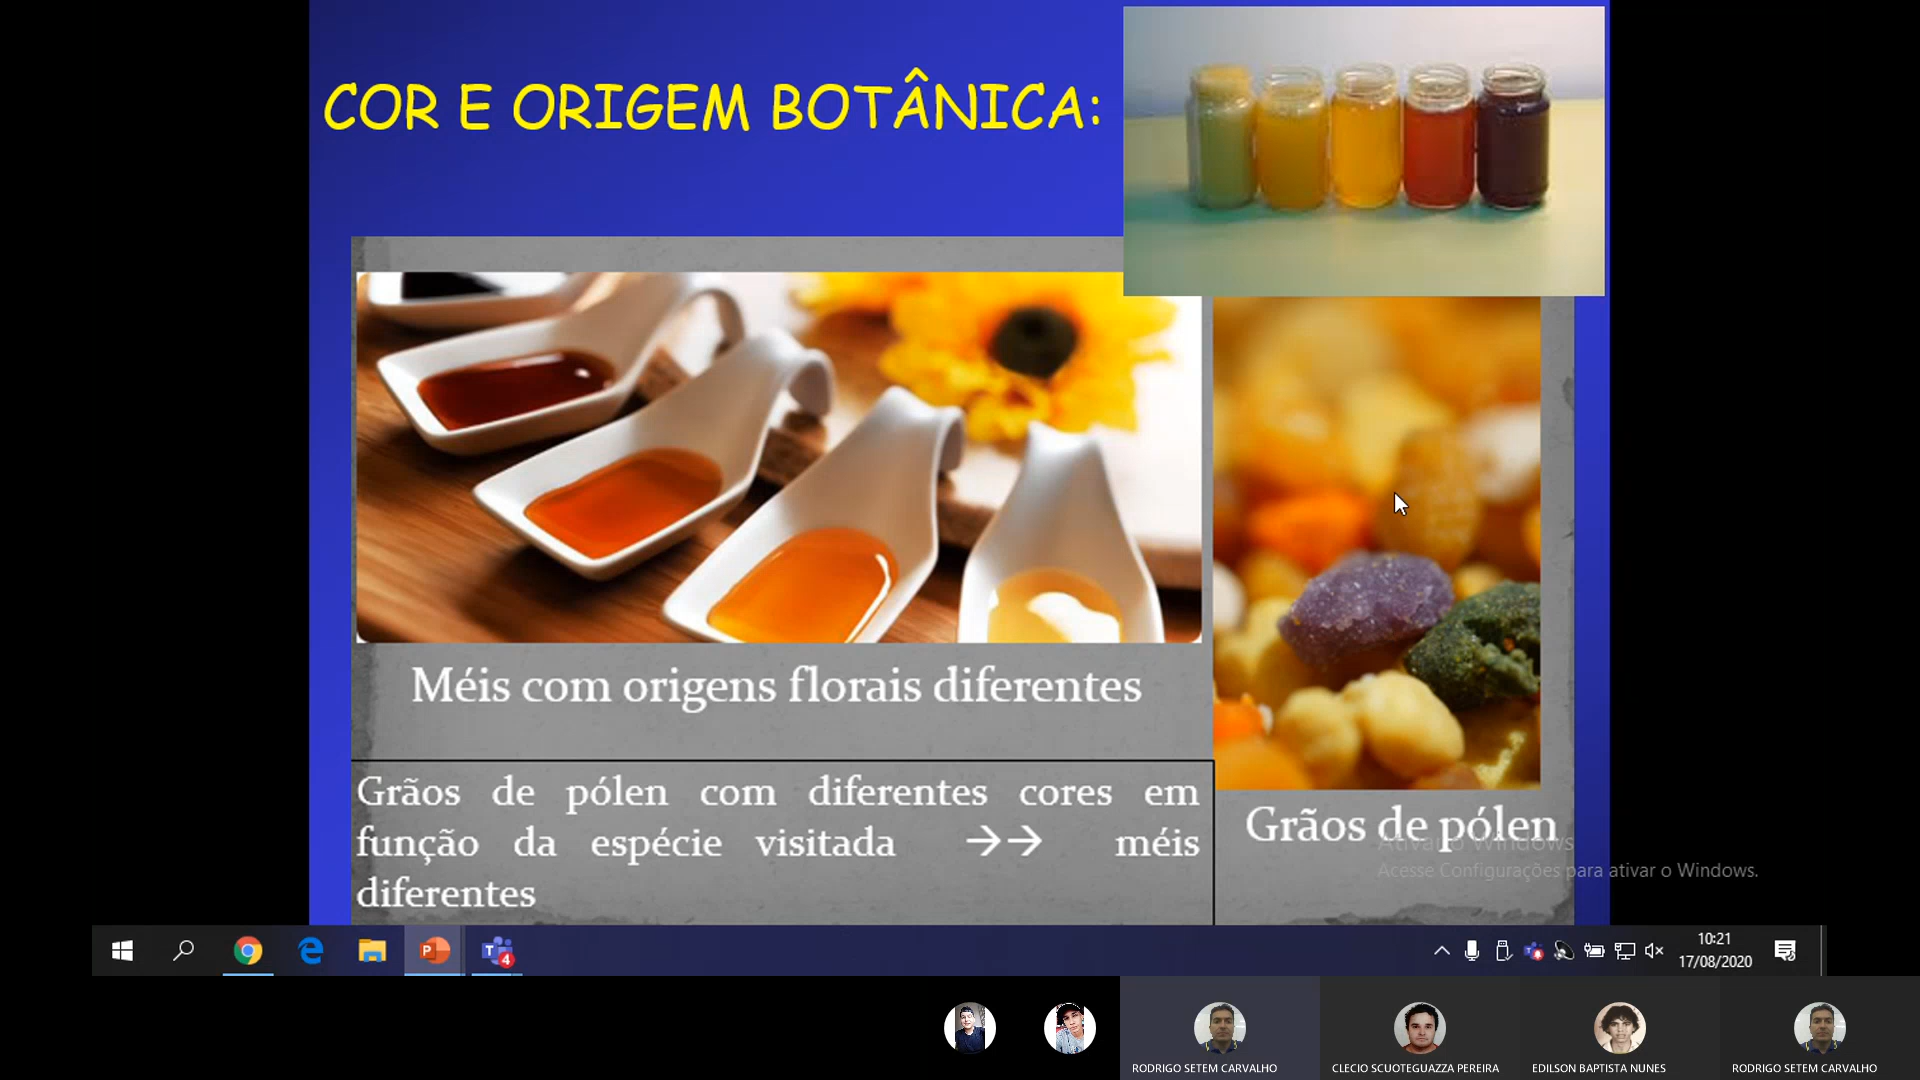 COR E ORIGEM BOTÂNICA:
Méis com origens florais diferentes
Grãos de pólen com diferentes cores em
função da espécie visitada →→ méis
diferentes
Grãos de pólen
Ativar o Windows
Acesse Configurações para ativar o Windows.
P
T
4
10:21
17/08/2020
RODRIGO SETEM CARVALHO
CLECIO SCUOTEGUAZZA PEREIRA
EDILSON BAPTISTA NUNES
RODRIGO SETEM CARVALHO